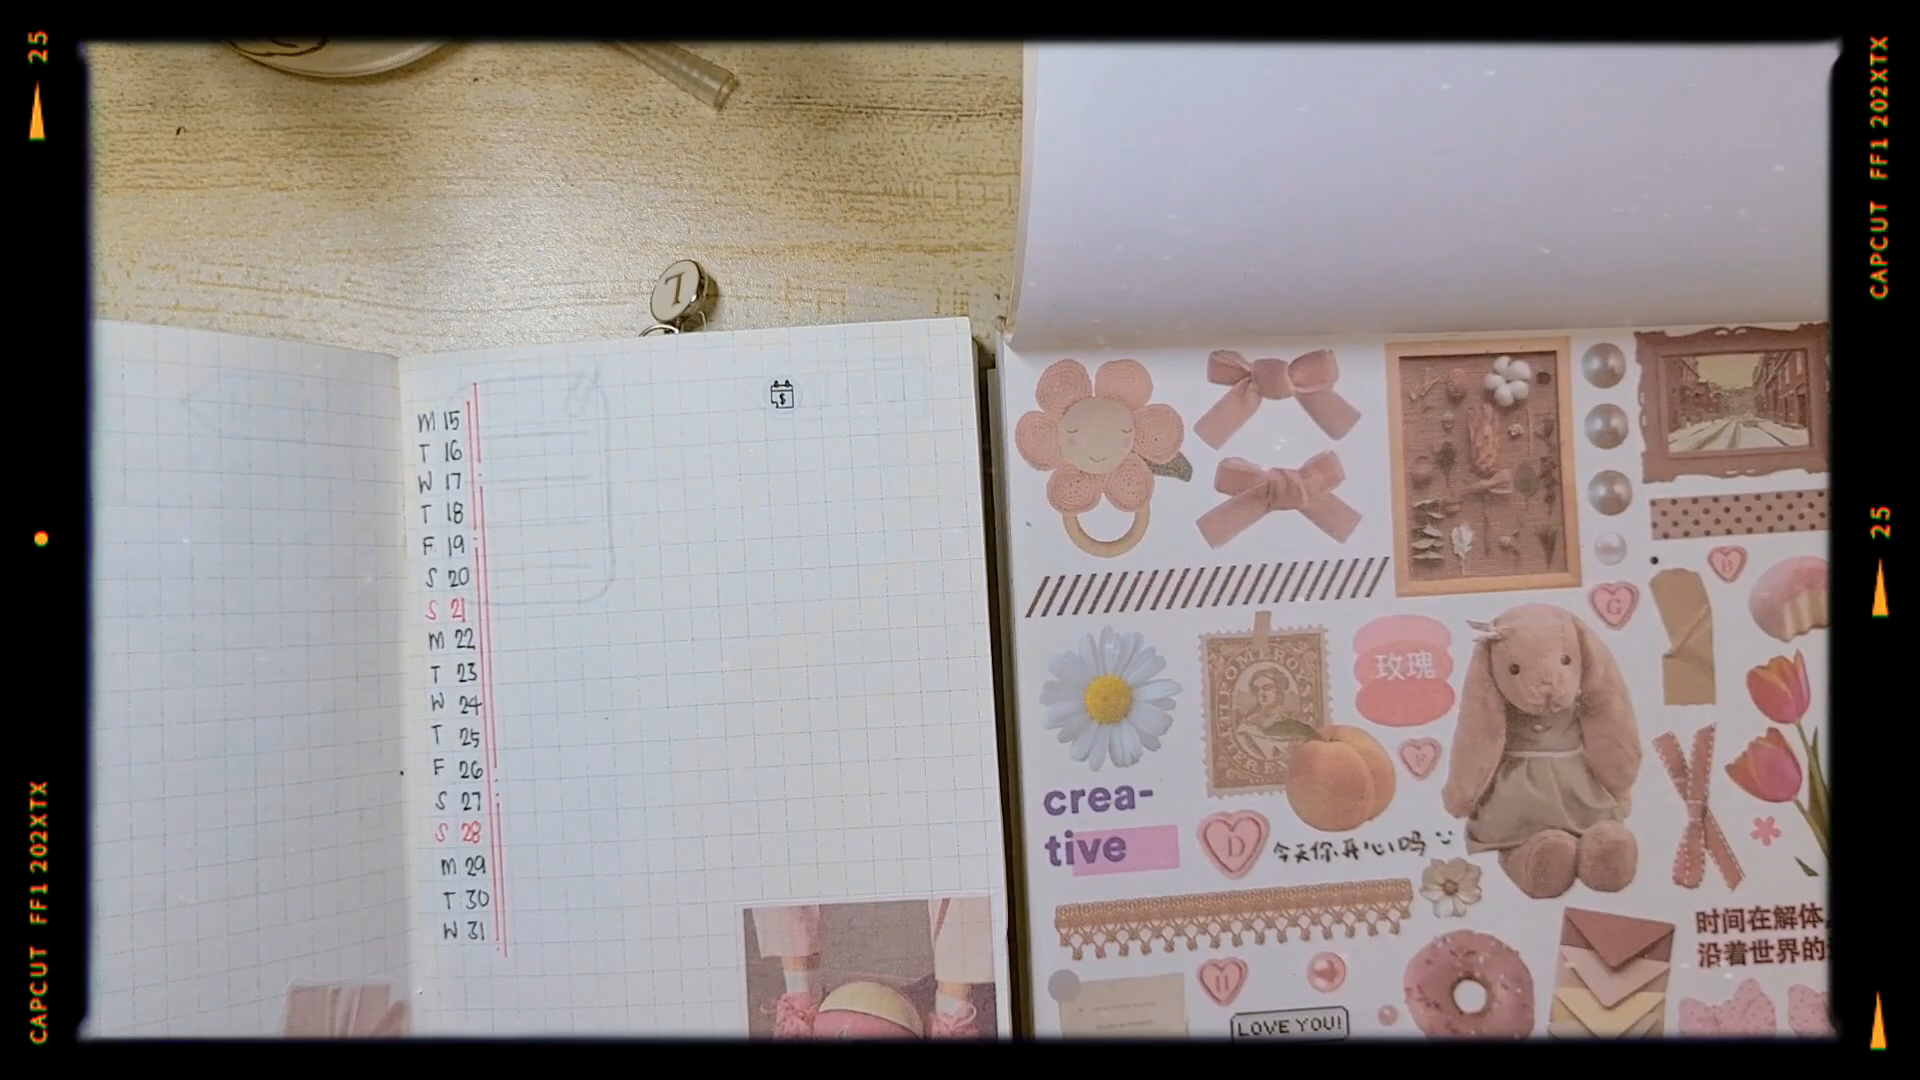 25
CAPCUT FF1 202XTX
CAPCUT FF1 202XTX
25
L
$
M 15
T 16
W 17
T 18
F 19
S 20
S 21
M 22
T 23
W 24
T 25
F 26
S 27
S 28
M 29
T 30
W 31
H
G
POMEROY'S
玫瑰
F
crea-
tive
D
今天你开心吗
时间在解体
沿着世界的
M
LOVE YOU!